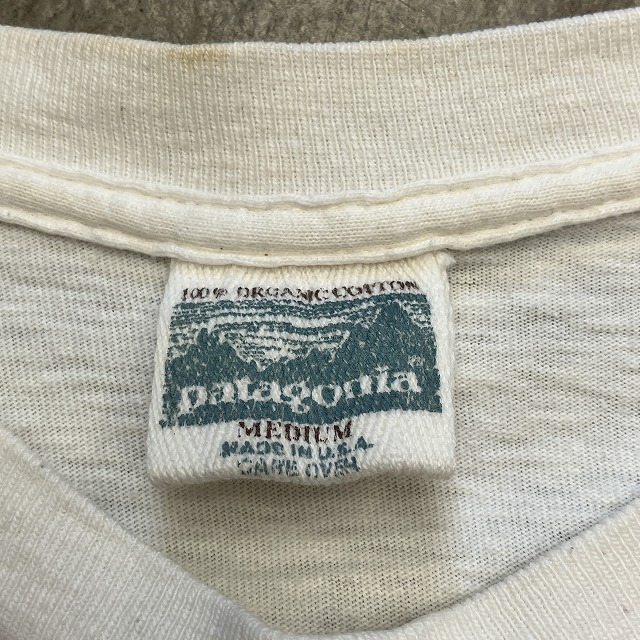 100% ORGANIC COTTON
patagonia®
MEDIUM
MADE IN U.S.A.
CARE OVER